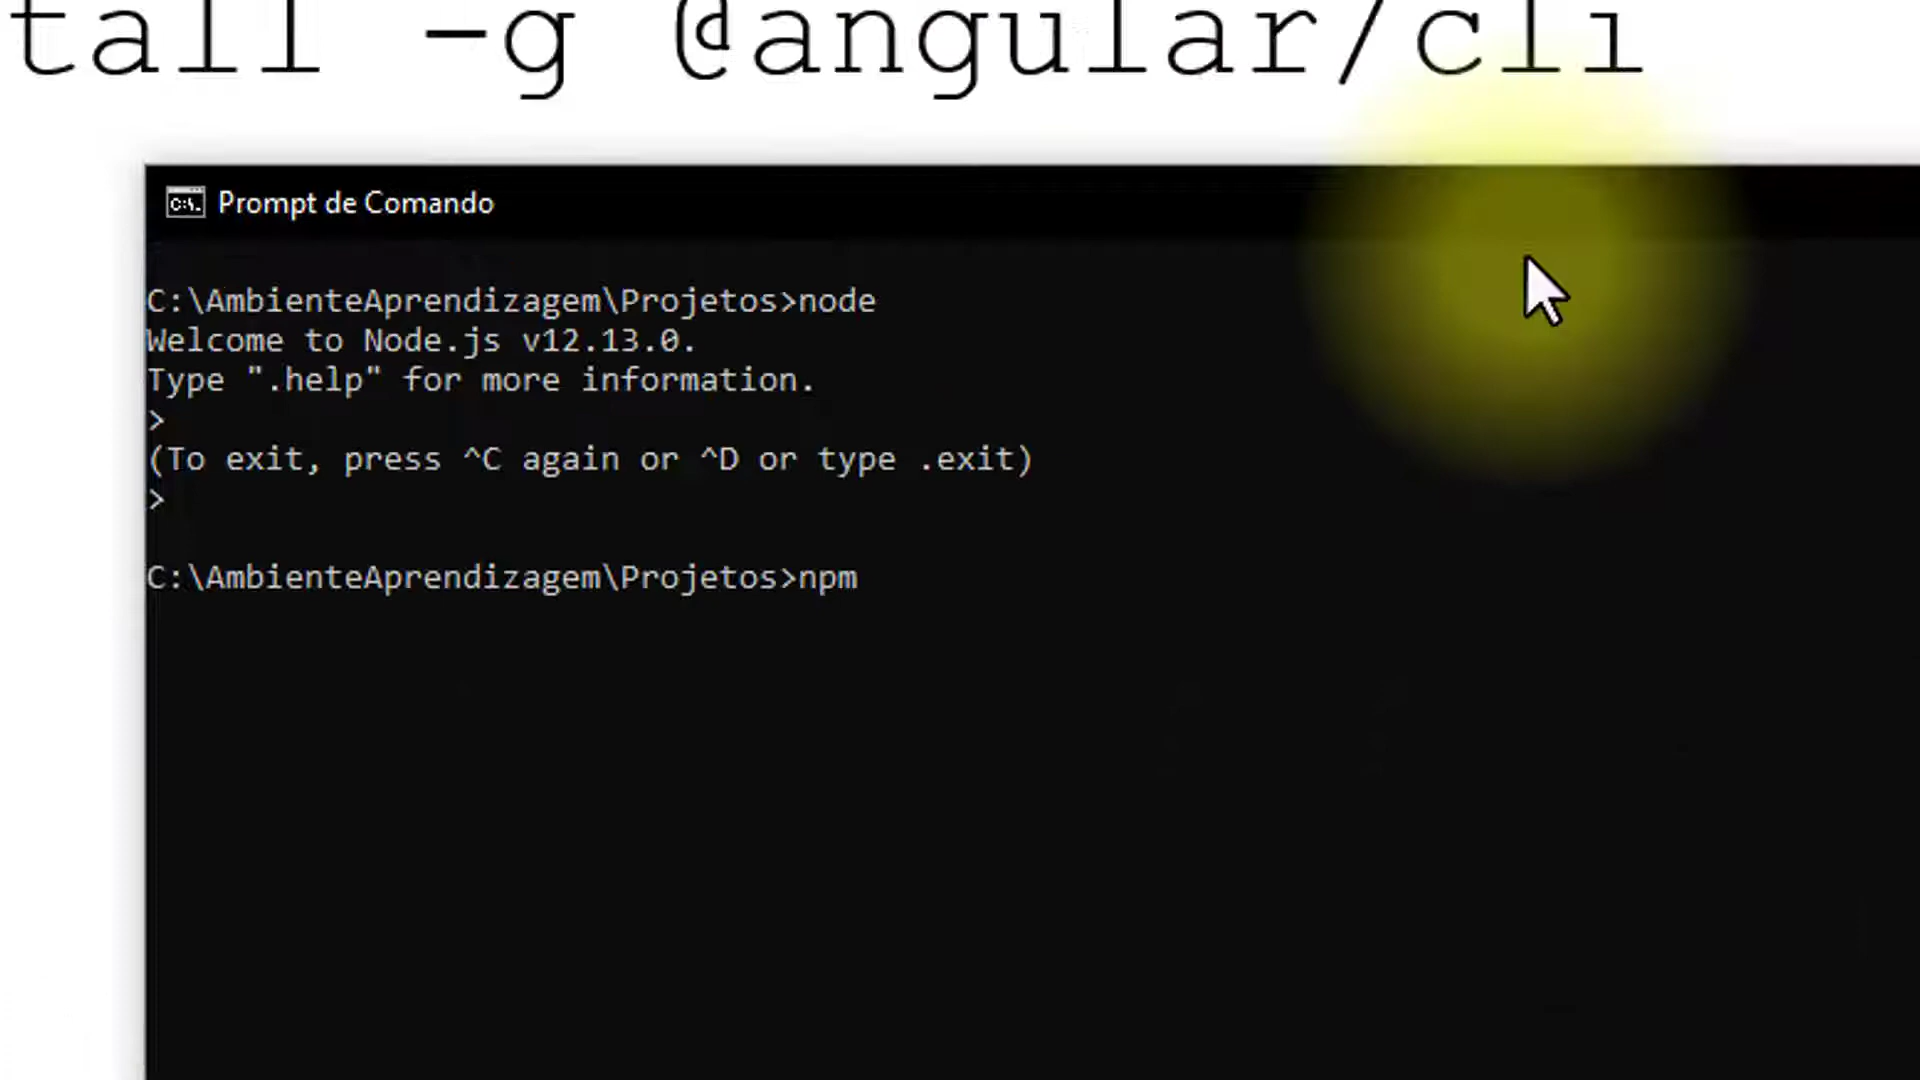 tall -g @angular/cli
Prompt de Comando
C:\AmbienteAprendizagem\Projetos>node
Welcome to Node.js v12.13.0.
Type ".help" for more information.
>
(To exit, press ^C again or ^D or type .exit)
>
C:\AmbienteAprendizagem\Projetos>npm